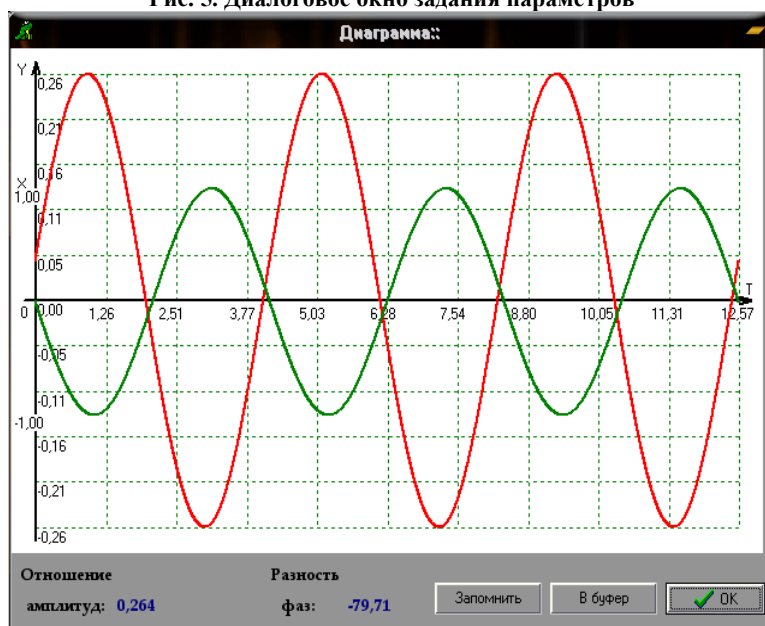 Рис. 5. Диалоговое окно задания параметров
Диаграмма::
Y
0,26
0,21
0,16
X
1,00
0,11
0,05
T
0 0,00 1,26 2,51 3,77 5,03 6,28 7,54 8,80 10,05 11,31 12,57
-0,05
-0,11
-1,00
-0,16
-0,21
-0,26
Отношение Разность
амплитуд: 0,264 фаз: -79,71 Запомнить В буфер OK